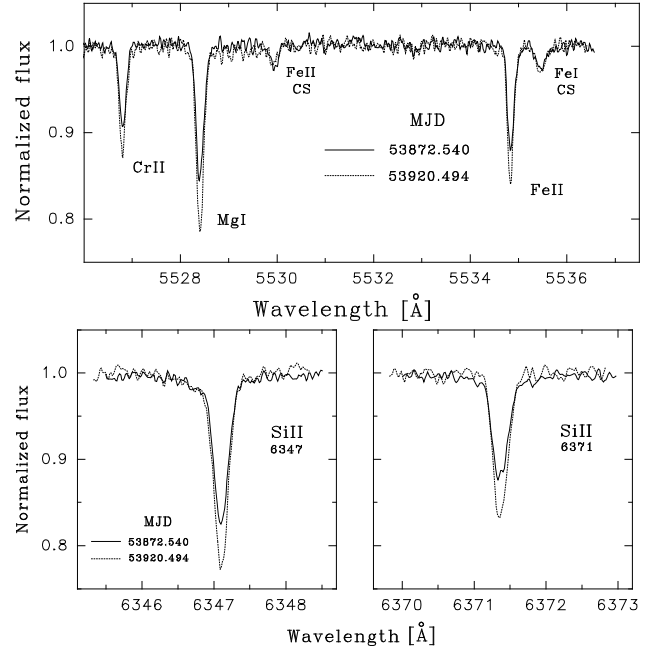 Normalized flux
1.0
0.9
0.8
CrII
MgI
FeII
CS
FeI
CS
FeII
MJD
53872.540
53920.494
5528
5530
5532
5534
5536
Wavelength [Å]
Normalized flux
1.0
0.9
0.8
SiII
6347
MJD
53872.540
53920.494
6346
6347
6348
SiII
6371
6370
6371
6372
6373
Wavelength [Å]